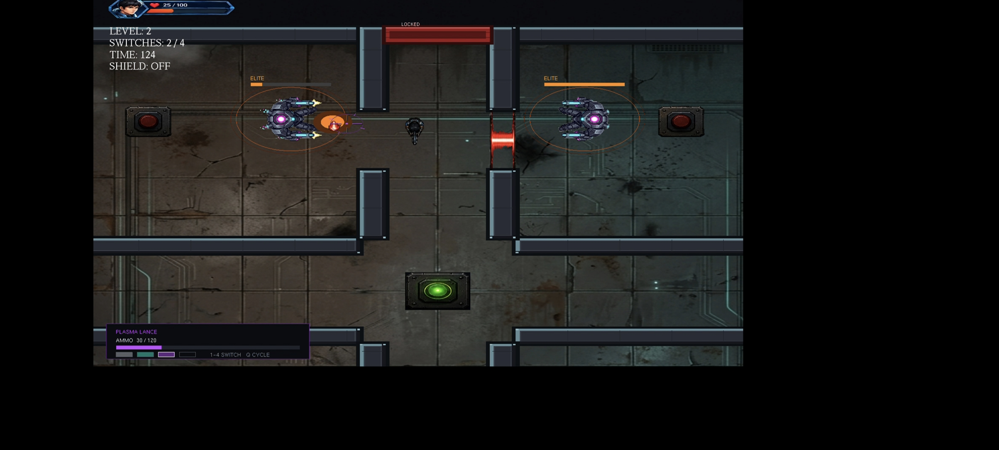 25 / 100
LOCKED
LEVEL: 2
SWITCHES: 2 / 4
TIME: 124
SHIELD: OFF
ELITE
ELITE
PLASMA LANCE
AMMO 30 / 120
1-4 SWITCH Q CYCLE